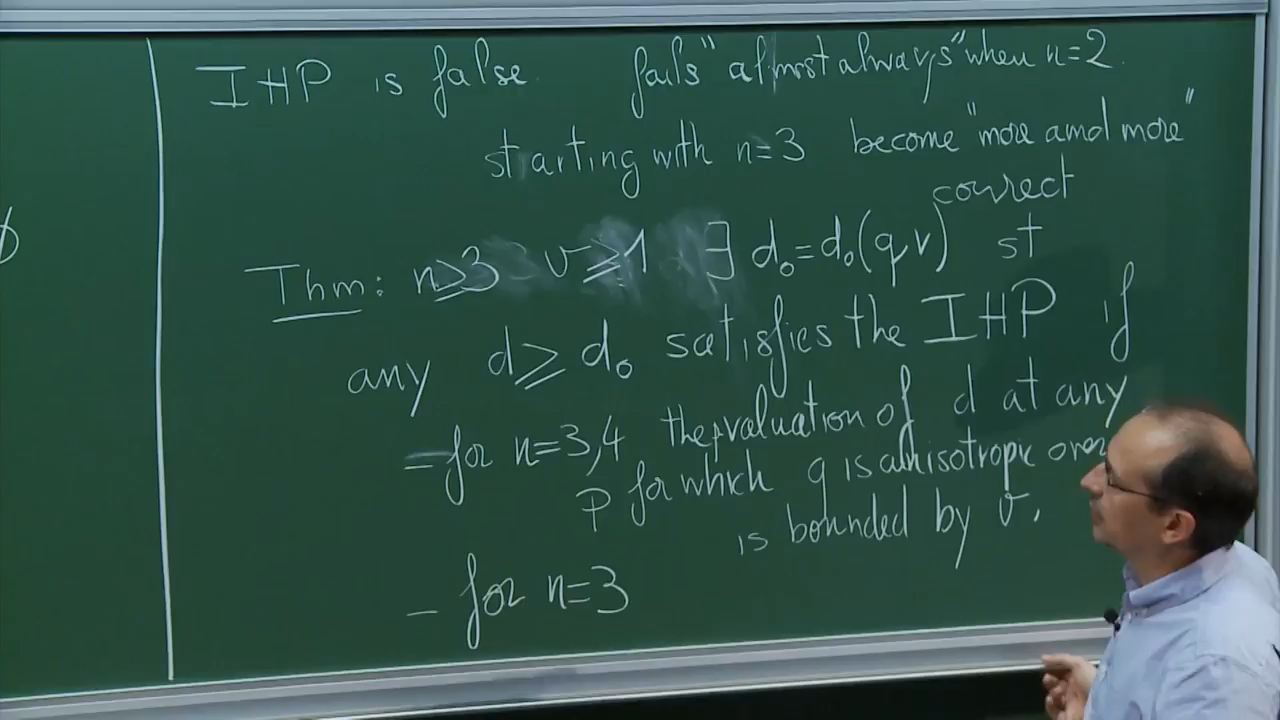 IHP is false. fails "almost always" when n=2.
starting with n=3 become "more and more"
correct
Thm: n≥3 v≥1 ∃ d₀=d₀(q v) st
any d ≥ d₀ satisfies the IHP if
- for n=3,4 the valuation of d at any
p for which q is anisotropic over
is bounded by v,
- for n=3